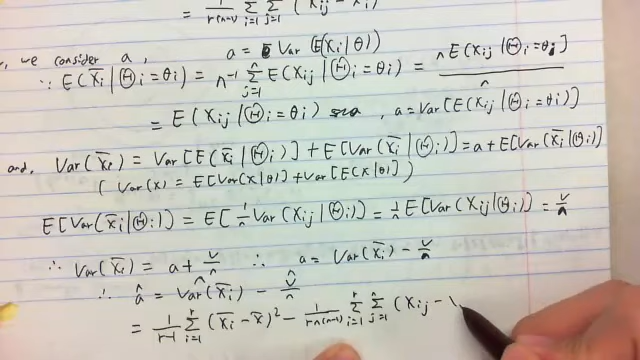 = 1/r(n-1) Σ_{i=1}^{r} Σ_{j=1}^{n} (X_ij - X̄_i)
we consider a, a = Var (E(X | θ)
∵ E(X̄_i | Θ_i = θ_i) = n^{-1} Σ_{j=1}^{n} E(X_ij | Θ_i = θ_i) = nE(X_ij | Θ_i = θ_i] / n
= E(X_ij | Θ_i = θ_i) , a = Var[E(X_ij | Θ_i = θ_i)]
and, Var(X̄_i) = Var[E(X̄_i | Θ_i)] + E[Var(X̄_i | Θ_i)] = a + E[Var(X̄_i | Θ_i)]
( Var(x) = E[Var(X|θ)] + Var[E(X|θ)] )
E[Var(X̄_i | Θ_i)] = E[1/n Var(X_ij | Θ_i)] = 1/n E[Var(X_ij | Θ_i)] = v/n
∴ Var(X̄_i) = a + v/n ∴ a = Var(X̄_i) - v/n
∴ â = Var^(X̄_i) - v̂/n
= 1/r-1 Σ_{i=1}^{r} (X̄_i - X̄)² - 1/rn(n-1) Σ_{i=1}^{r} Σ_{j=1}^{n} (X_ij -